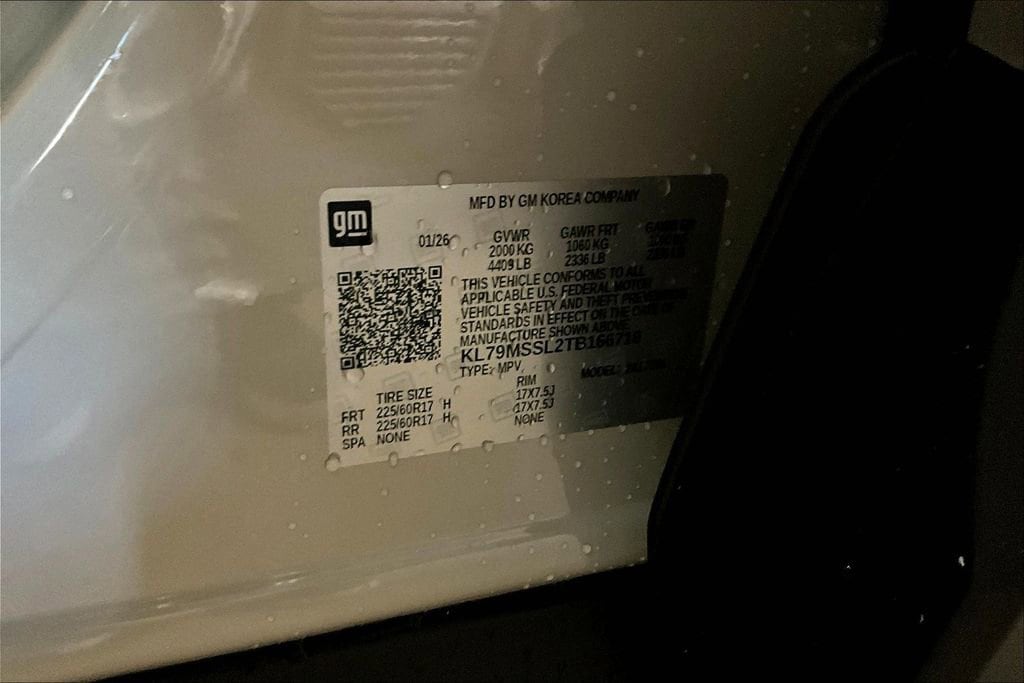 MFD BY GM KOREA COMPANY
gm
01/26
GVWR GAWR FRT GAWR RR
2000 KG 1060 KG
4409 LB 2336 LB
THIS VEHICLE CONFORMS TO ALL
APPLICABLE U.S. FEDERAL MOTOR
VEHICLE SAFETY AND THEFT PREVENTION
STANDARDS IN EFFECT ON THE DATE OF
MANUFACTURE SHOWN ABOVE.
KL79MSSL2TB166718
TYPE: MPV MODEL:
TIRE SIZE RIM
FRT 225/60R17 H 17X7.5J
RR 225/60R17 H 17X7.5J
SPA NONE NONE